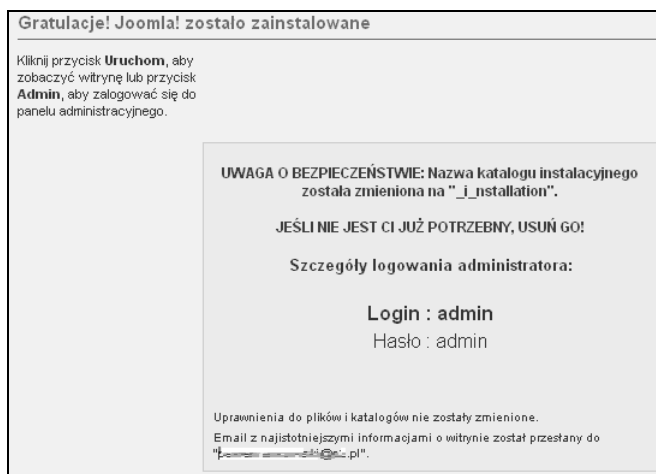 Gratulacje! Joomla! zostało zainstalowane
Kliknij przycisk Uruchom, aby
zobaczyć witrynę lub przycisk
Admin, aby zalogować się do
panelu administracyjnego.
UWAGA O BEZPIECZEŃSTWIE: Nazwa katalogu instalacyjnego
została zmieniona na "_i_nstallation".
JEŚLI NIE JEST CI JUŻ POTRZEBNY, USUŃ GO!
Szczegóły logowania administratora:
Login : admin
Hasło : admin
Uprawnienia do plików i katalogów nie zostały zmienione.
Email z najistotniejszymi informacjami o witrynie został przesłany do